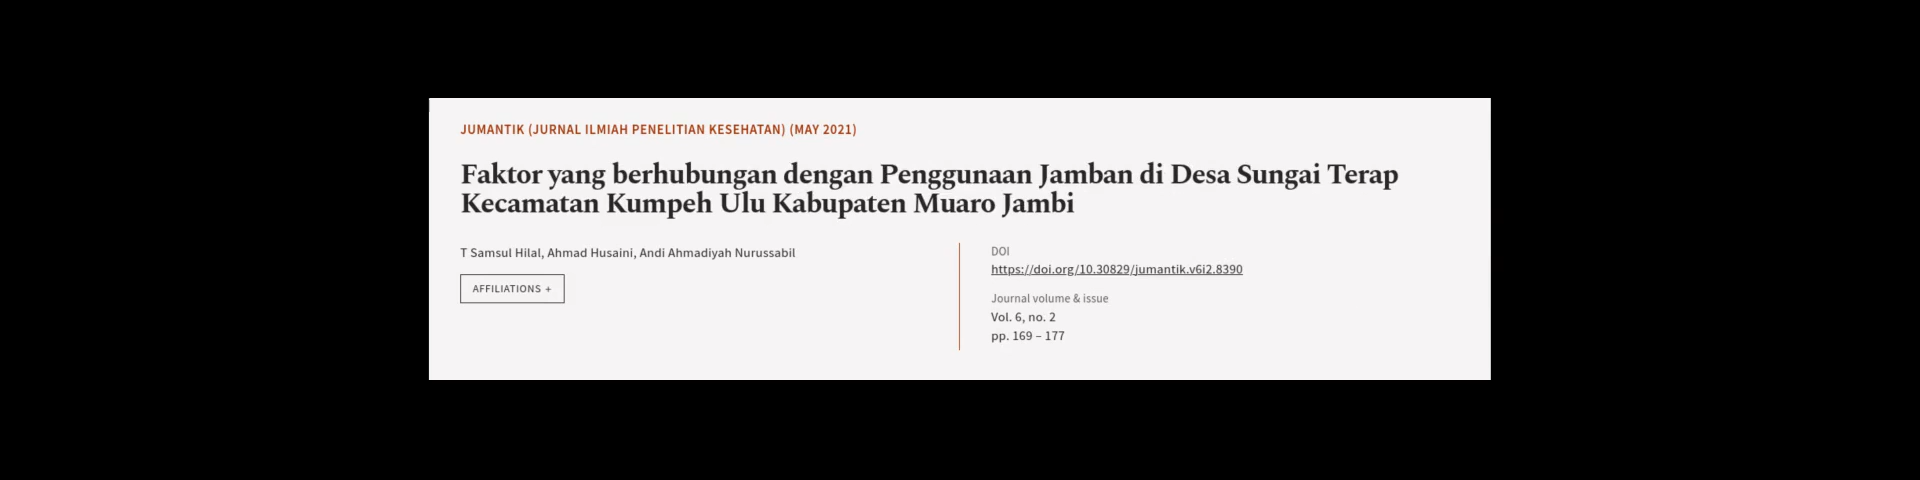 JUMANTIK (JURNAL ILMIAH PENELITIAN KESEHATAN) (MAY 2021)
Faktor yang berhubungan dengan Penggunaan Jamban di Desa Sungai Terap
Kecamatan Kumpeh Ulu Kabupaten Muaro Jambi
T Samsul Hilal, Ahmad Husaini, Andi Ahmadiyah Nurussabil
AFFILIATIONS +
DOI
https://doi.org/10.30829/jumantik.v6i2.8390
Journal volume & issue
Vol. 6, no. 2
pp. 169 – 177